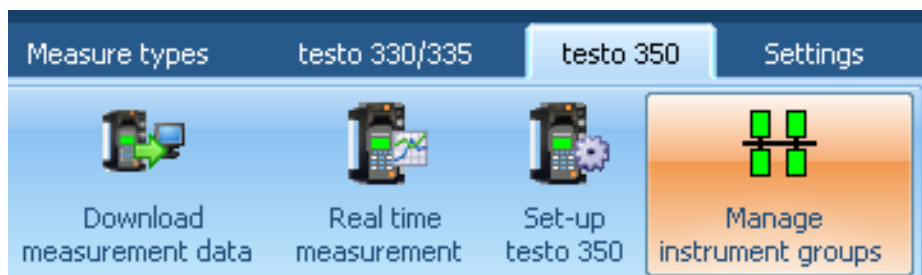 Measure types testo 330/335 testo 350 Settings
Download Real time Set-up Manage
measurement data measurement testo 350 instrument groups